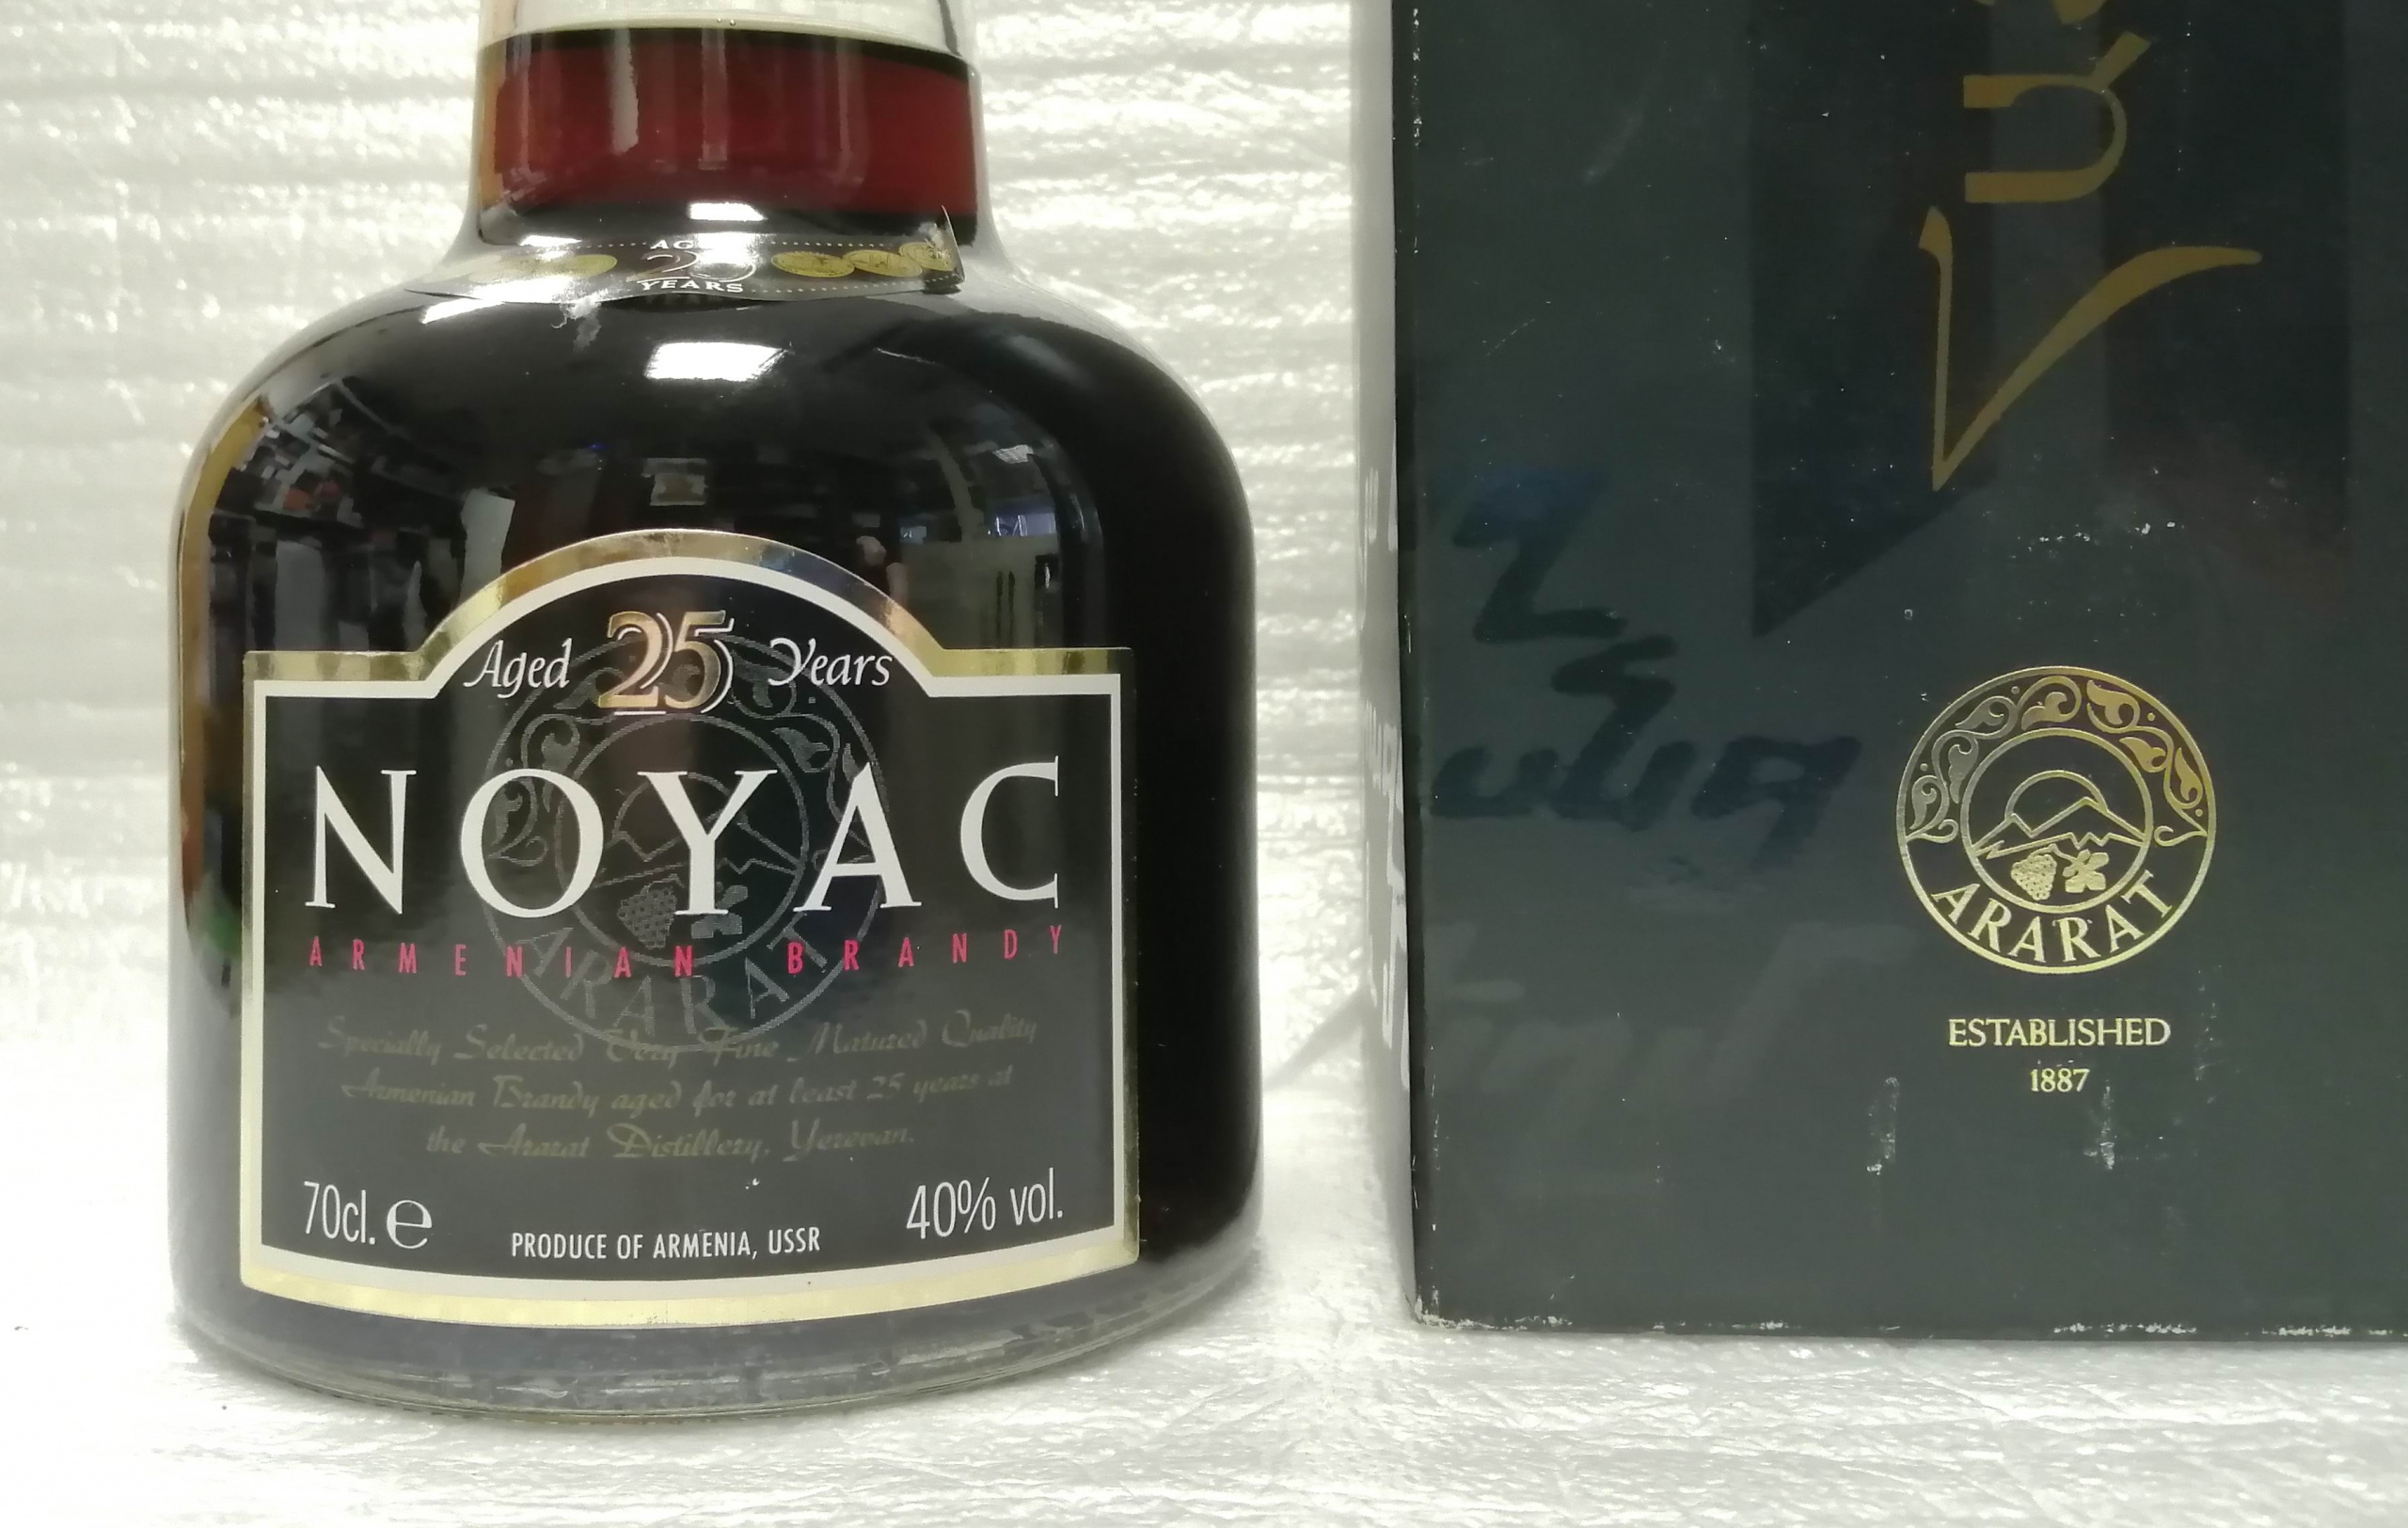 AGED
25
YEARS
Aged 25 Years
NOYAC
ARMENIAN BRANDY
ARARAT
Specially Selected Very Fine Matured Quality
Armenian Brandy aged for at least 25 years at
the Ararat Distillery, Yerevan.
70cl. e
40% vol.
PRODUCE OF ARMENIA, USSR
ARARAT
ESTABLISHED
1887